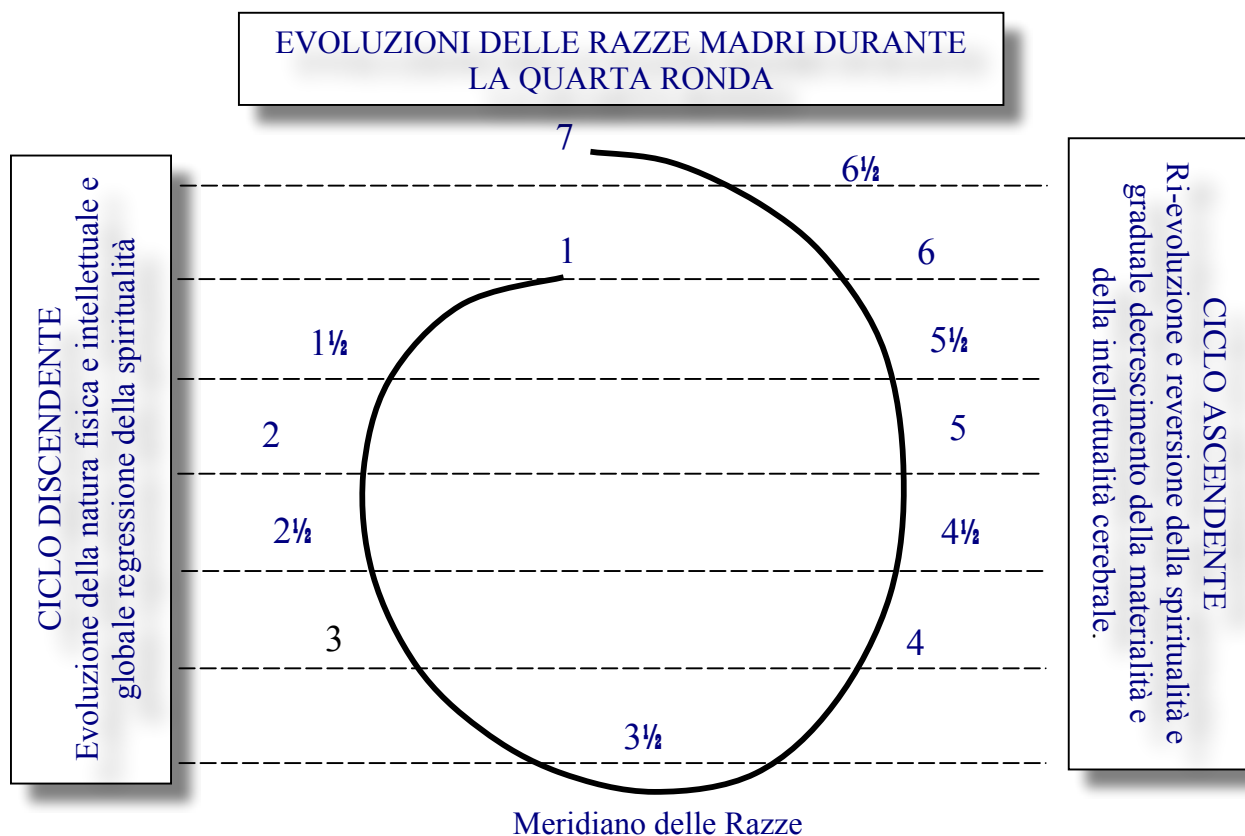 EVOLUZIONI DELLE RAZZE MADRI DURANTE
LA QUARTA RONDA
CICLO DISCENDENTE
Evoluzione della natura fisica e intellettuale e
globale regressione della spiritualità
7
6½
1
6
1½
5½
2
5
2½
4½
3
4
3½
Meridiano delle Razze
CICLO ASCENDENTE
Ri-evoluzione e reversione della spiritualità e
graduale decrescimento della materialità e
della intellettualità cerebrale.